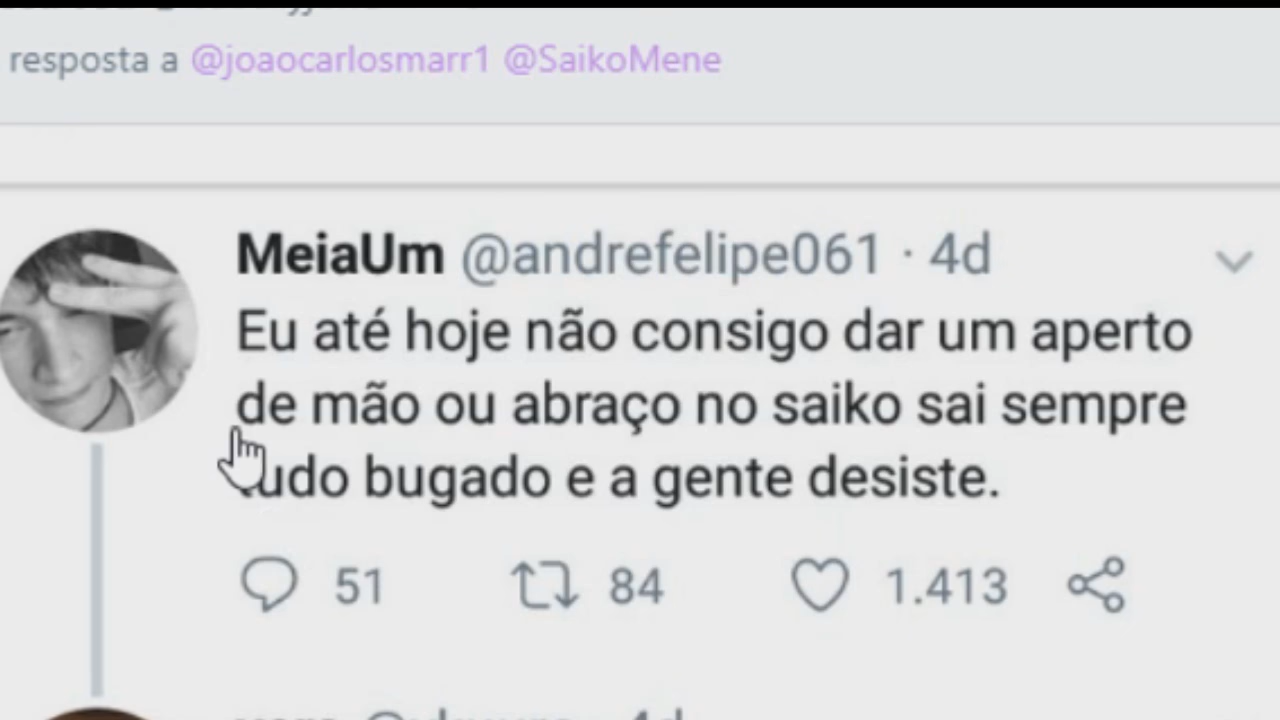 resposta a @joaocarlosmarr1 @SaikoMene
MeiaUm @andrefelipe061 · 4d
Eu até hoje não consigo dar um aperto
de mão ou abraço no saiko sai sempre
tudo bugado e a gente desiste.
51 84 1.413
4d